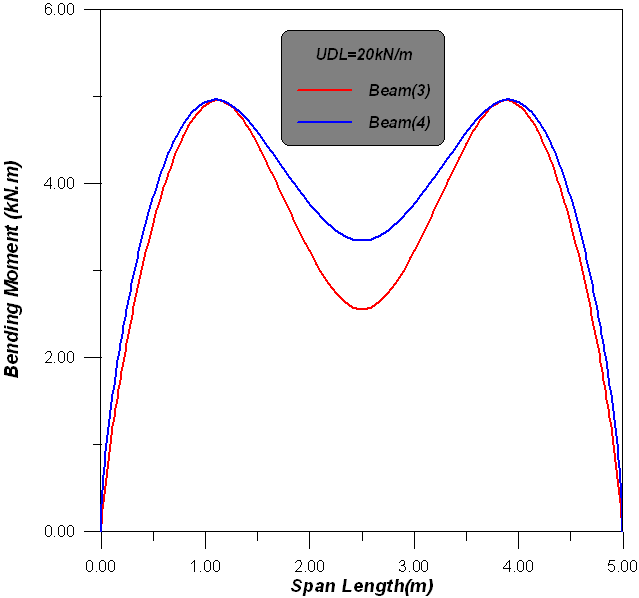 6.00
4.00
2.00
0.00
Bending Moment (kN.m)
UDL=20kN/m
Beam(3)
Beam(4)
0.00 1.00 2.00 3.00 4.00 5.00
Span Length(m)